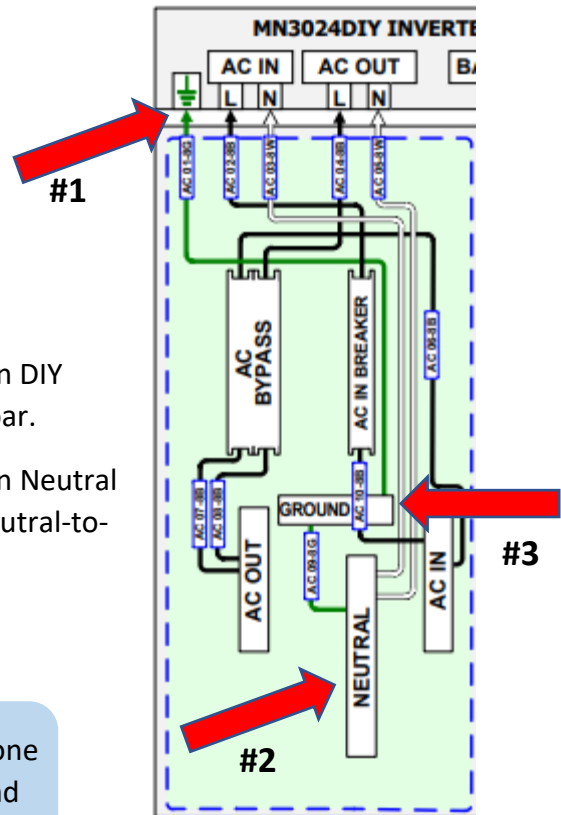 MN3024DIY INVERTE
AC IN
AC OUT
BA
L
N
L
N
AC 01-8G
AC 02-8B
AC 03-8W
AC 04-8B
AC 05-8W
#1
AC BYPASS
AC IN BREAKER
AC 06-8B
n DIY
bar.
n Neutral
utral-to-
AC 07-8B
AC 08-8B
GROUND
AC 10-8B
AC 09-8G
#3
AC OUT
NEUTRAL
AC IN
#2
one
nd